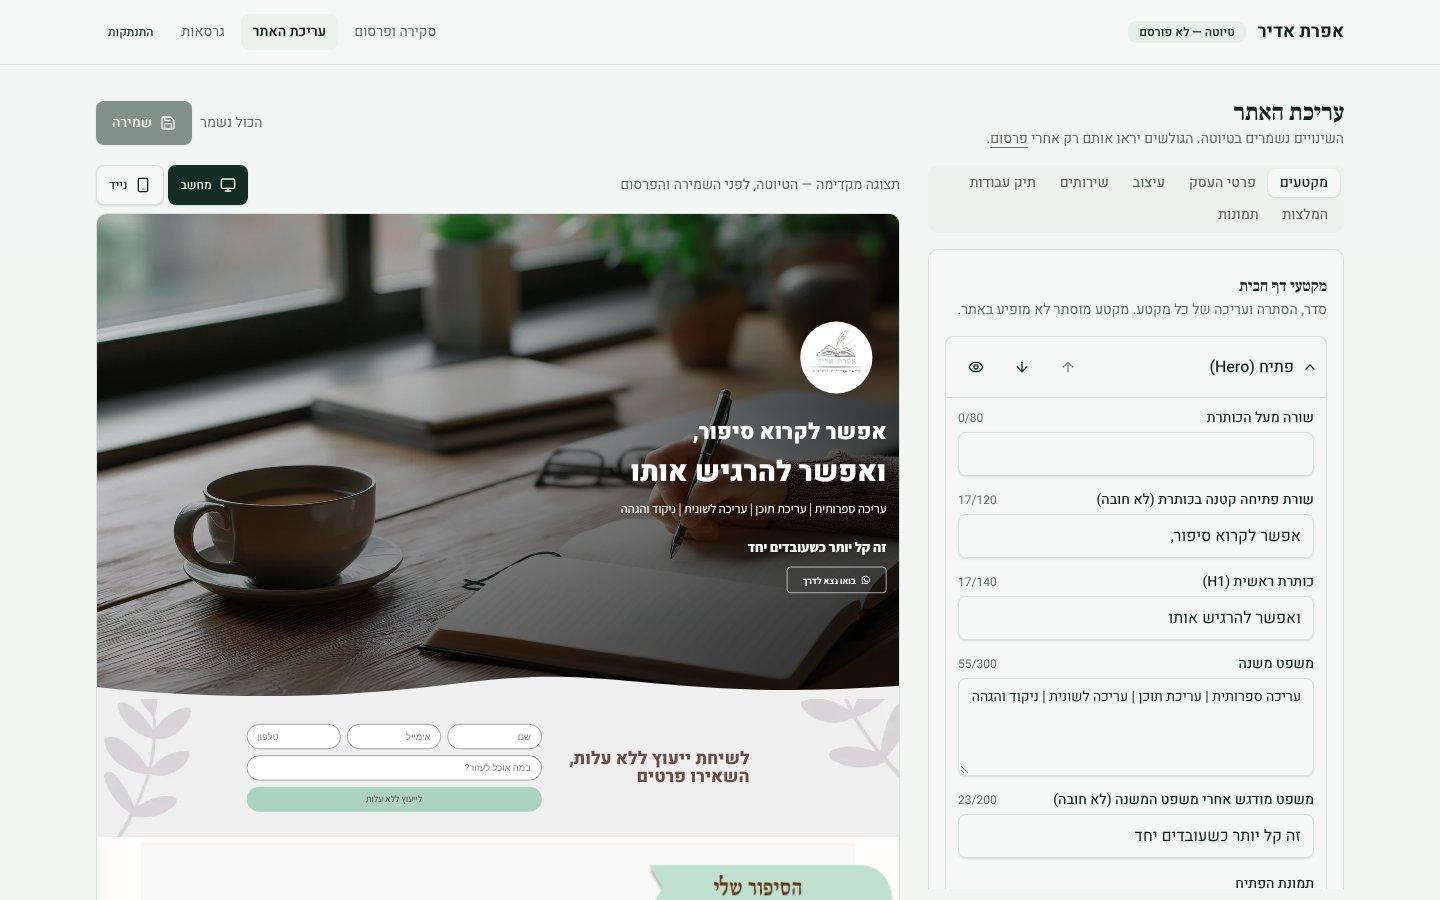 אפרת אדיר
טיוטה – לא פורסם
סקירה ופרסום
עריכת האתר
גרסאות
התנתקות
עריכת האתר
השינויים נשמרים בטיוטה. הגולשים יראו אותם רק אחרי פרסום.
הכול נשמר
שמירה
מקטעים
פרטי העסק
עיצוב
שירותים
תיק עבודות
המלצות
תמונות
תצוגה מקדימה — הטיוטה, לפני השמירה והפרסום
מחשב
נייד
מקטעי דף הבית
סדר, הסתרה ועריכה של כל מקטע. מקטע מוסתר לא מופיע באתר.
פתיח (Hero)
שורה מעל הכותרת
0/80
שורת פתיחה קטנה בכותרת (לא חובה)
17/120
אפשר לקרוא סיפור,
כותרת ראשית (H1)
17/140
ואפשר להרגיש אותו
משפט משנה
55/300
עריכה ספרותית | עריכת תוכן | עריכה לשונית | ניקוד והגהה
משפט מודגש אחרי משפט המשנה (לא חובה)
23/200
זה קל יותר כשעובדים יחד
תמונת הפתיח
אפרת אדיר
אפשר לקרוא סיפור,
ואפשר להרגיש אותו
עריכה ספרותית | עריכת תוכן | עריכה לשונית | ניקוד והגהה
זה קל יותר כשעובדים יחד
בואו נצא לדרך
לשיחת ייעוץ ללא עלות,
השאירו פרטים
שם
אימייל
טלפון
במה אוכל לעזור?
לייעוץ ללא עלות
הסיפור שלי